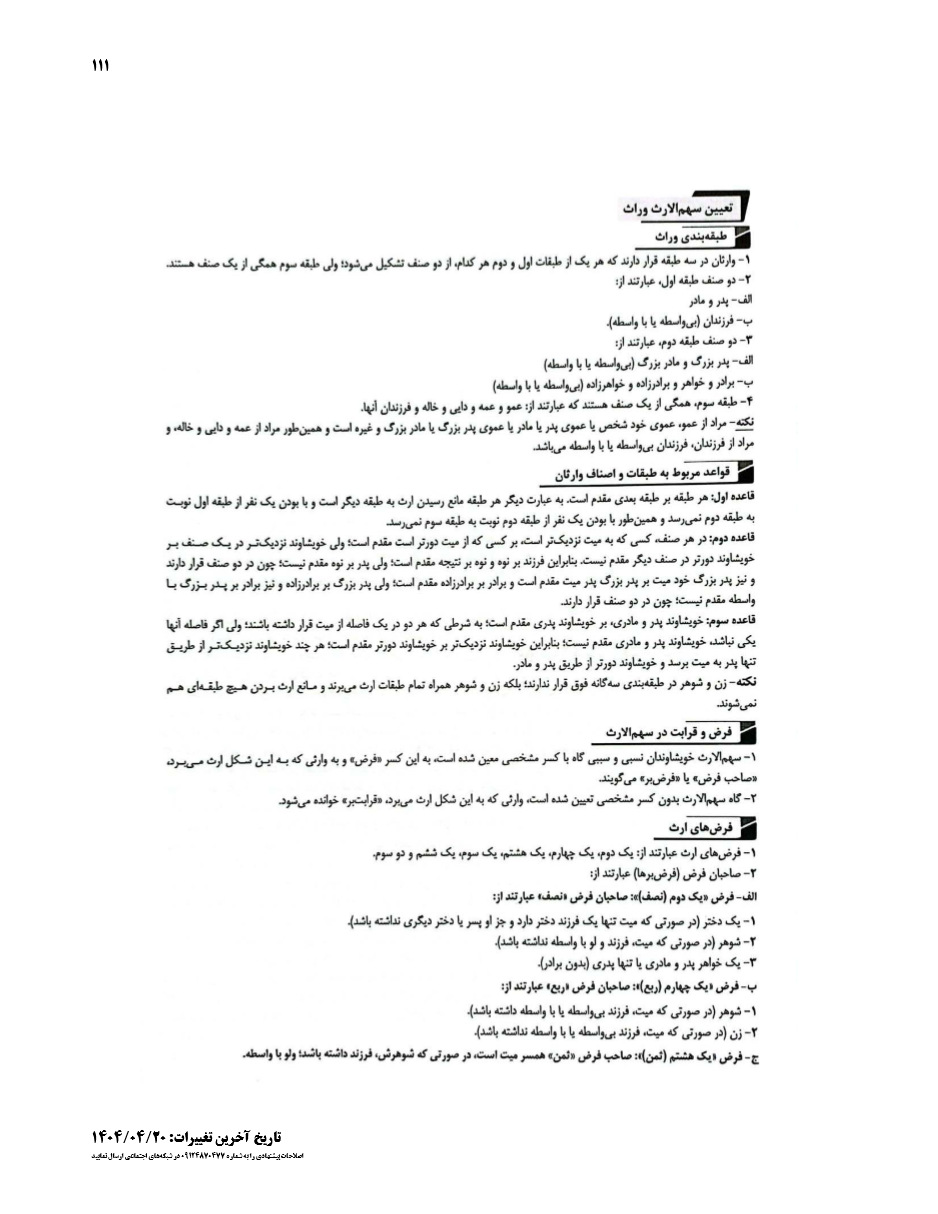 ۱۱۱
تعیین سهم‌الارث وراث
طبقه‌بندی وراث
۱- وارثان در سه طبقه قرار دارند که هر یک از طبقات اول و دوم هر کدام، از دو صنف تشکیل می‌شود؛ ولی طبقه سوم همگی از یک صنف هستند.
۲- دو صنف طبقه اول، عبارتند از:
الف- پدر و مادر
ب- فرزندان (بی‌واسطه یا با واسطه).
۳- دو صنف طبقه دوم، عبارتند از:
الف- پدر بزرگ و مادر بزرگ (بی‌واسطه یا با واسطه)
ب- برادر و خواهر و برادرزاده و خواهرزاده (بی‌واسطه یا با واسطه)
۴- طبقه سوم، همگی از یک صنف هستند که عبارتند از: عمو و عمه و دایی و خاله و فرزندان آنها.
نکته- مراد از عمو، عموی خود شخص یا عموی پدر یا مادر یا عموی پدر بزرگ یا مادر بزرگ و غیره است و همین‌طور مراد از عمه و دایی و خاله، و
مراد از فرزندان، فرزندان بی‌واسطه یا با واسطه می‌باشد.
قواعد مربوط به طبقات و اصناف وارثان
قاعده اول: هر طبقه بر طبقه بعدی مقدم است. به عبارت دیگر هر طبقه مانع رسیدن ارث به طبقه دیگر است و با بودن یک نفر از طبقه اول نوبت
به طبقه دوم نمی‌رسد و همین‌طور با بودن یک نفر از طبقه دوم نوبت به طبقه سوم نمی‌رسد.
قاعده دوم: در هر صنف، کسی که به میت نزدیک‌تر است، بر کسی که از میت دورتر است مقدم است؛ ولی خویشاوند نزدیک‌تر در یک صنف بر
خویشاوند دورتر در صنف دیگر مقدم نیست. بنابراین فرزند بر نوه و نوه بر نتیجه مقدم است؛ ولی پدر بر نوه مقدم نیست؛ چون در دو صنف قرار دارند
و نیز پدر بزرگ خود میت بر پدر بزرگ پدر میت مقدم است و برادر بر برادرزاده مقدم است؛ ولی پدر بزرگ بر برادرزاده و نیز برادر بر پدر بزرگ با
واسطه مقدم نیست؛ چون در دو صنف قرار دارند.
قاعده سوم: خویشاوند پدر و مادری، بر خویشاوند پدری مقدم است؛ به شرطی که هر دو در یک فاصله از میت قرار داشته باشند؛ ولی اگر فاصله آنها
یکی نباشد، خویشاوند پدر و مادری مقدم نیست؛ بنابراین خویشاوند نزدیک‌تر بر خویشاوند دورتر مقدم است؛ هر چند خویشاوند نزدیک‌تر از طریق
تنها پدر به میت برسد و خویشاوند دورتر از طریق پدر و مادر.
نکته- زن و شوهر در طبقه‌بندی سه‌گانه فوق قرار ندارند؛ بلکه زن و شوهر همراه تمام طبقات ارث می‌برند و مانع ارث بردن هیچ طبقه‌ای هم
نمی‌شوند.
فرض و قرابت در سهم‌الارث
۱- سهم‌الارث خویشاوندان نسبی و سببی گاه با کسر مشخصی معین شده است، به این کسر «فرض» و به وارثی که به این شکل ارث می‌برد،
«صاحب فرض» یا «فرض‌بر» می‌گویند.
۲- گاه سهم‌الارث بدون کسر مشخصی تعیین شده است، وارثی که به این شکل ارث می‌برد، «قرابت‌بر» خوانده می‌شود.
فرض‌های ارث
۱- فرض‌های ارث عبارتند از: یک دوم، یک چهارم، یک هشتم، یک سوم، یک ششم و دو سوم.
۲- صاحبان فرض (فرض‌برها) عبارتند از:
الف- فرض «یک دوم (نصف)»: صاحبان فرض «نصف» عبارتند از:
۱- یک دختر (در صورتی که میت تنها یک فرزند دختر دارد و جز او پسر یا دختر دیگری نداشته باشد).
۲- شوهر (در صورتی که میت، فرزند و لو با واسطه نداشته باشد).
۳- یک خواهر پدر و مادری یا تنها پدری (بدون برادر).
ب- فرض «یک چهارم (ربع)»: صاحبان فرض «ربع» عبارتند از:
۱- شوهر (در صورتی که میت، فرزند بی‌واسطه یا با واسطه داشته باشد).
۲- زن (در صورتی که میت، فرزند بی‌واسطه یا با واسطه نداشته باشد).
ج- فرض «یک هشتم (ثمن)»: صاحب فرض «ثمن» همسر میت است، در صورتی که شوهرش، فرزند داشته باشد؛ ولو با واسطه.
تاریخ آخرین تغییرات: ۱۴۰۴/۰۴/۲۰
اصلاحات پیشنهادی را به شماره ۰۹۱۲۴۸۷۰۴۷۷ در شبکه‌های اجتماعی ارسال نمایید